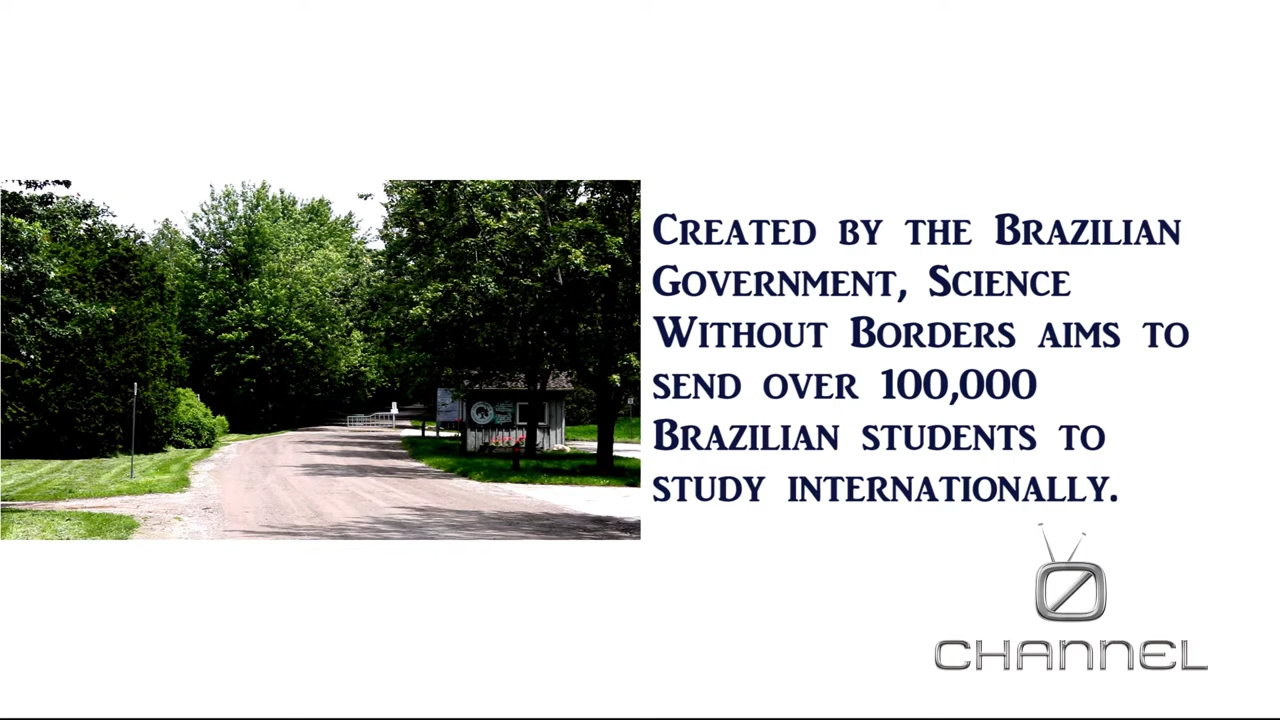 Created by the Brazilian
Government, Science
Without Borders aims to
send over 100,000
Brazilian students to
study internationally.
CHANNEL